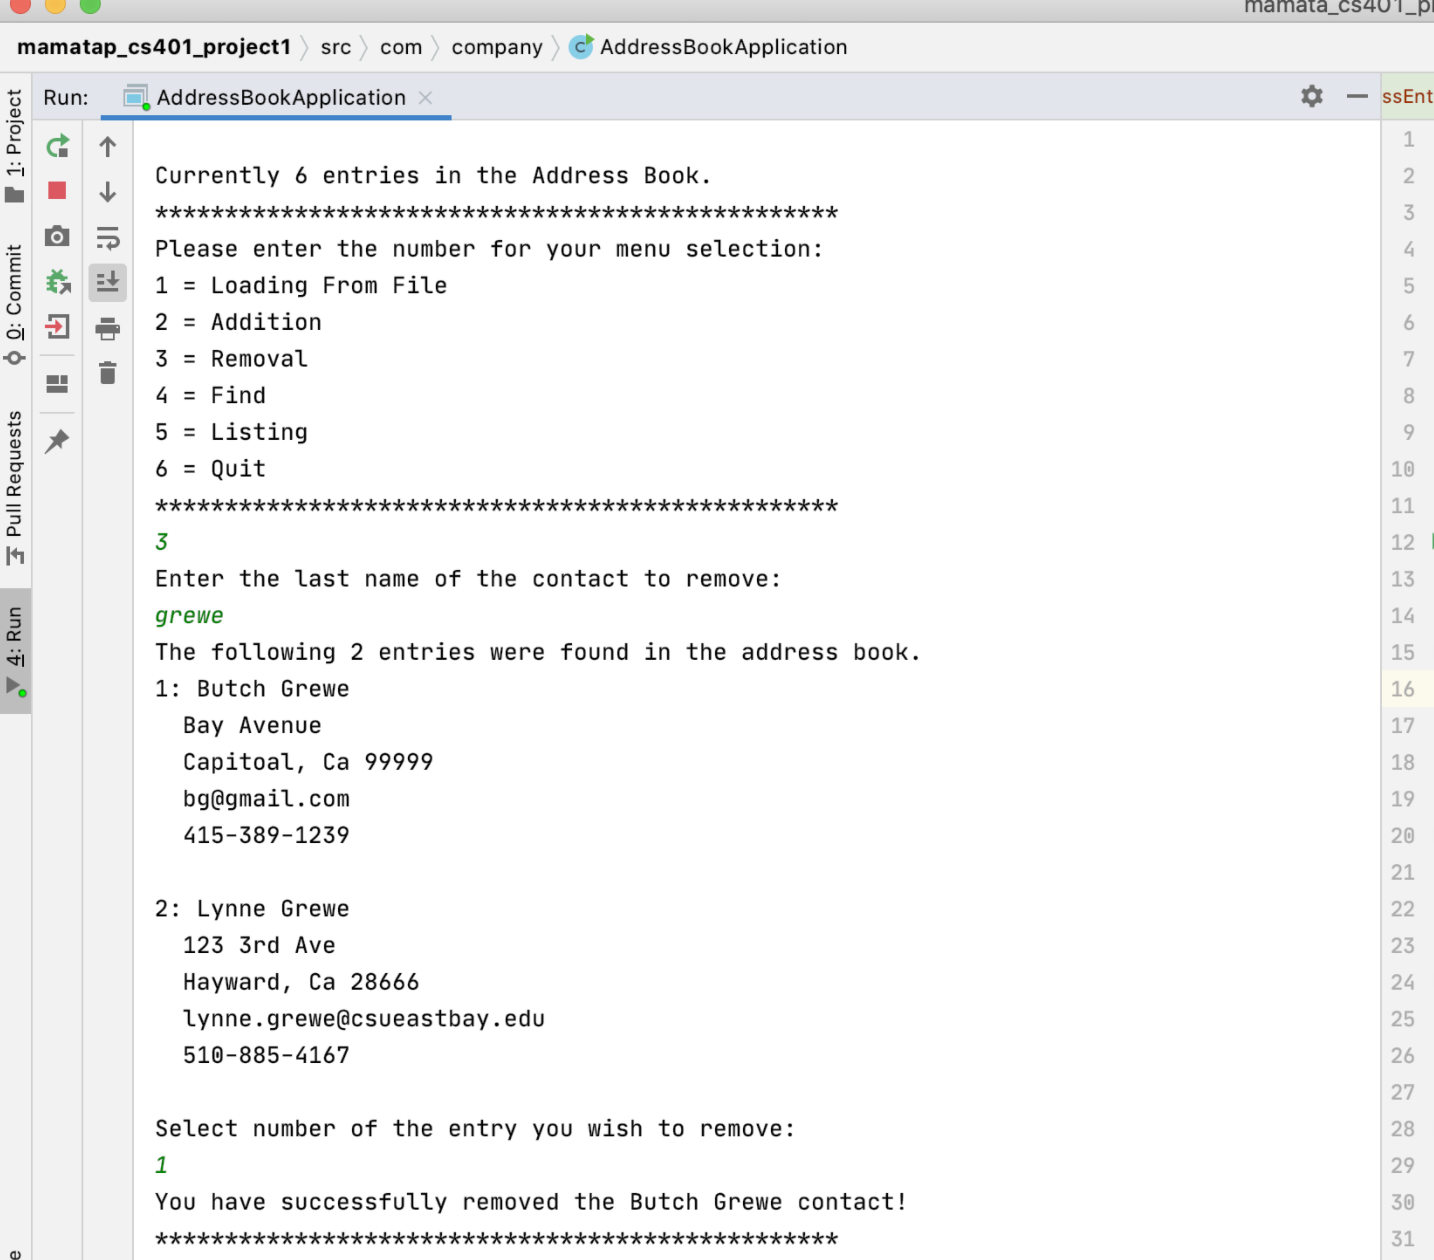 mamata_cs401_p
mamatap_cs401_project1 src com company C AddressBookApplication
Run: AddressBookApplication
ssEnt
1: Project
0: Commit
Pull Requests
4: Run
Currently 6 entries in the Address Book.
*************************************************
Please enter the number for your menu selection:
1 = Loading From File
2 = Addition
3 = Removal
4 = Find
5 = Listing
6 = Quit
*************************************************
3
Enter the last name of the contact to remove:
grewe
The following 2 entries were found in the address book.
1: Butch Grewe
Bay Avenue
Capitoal, Ca 99999
bg@gmail.com
415-389-1239
2: Lynne Grewe
123 3rd Ave
Hayward, Ca 28666
lynne.grewe@csueastbay.edu
510-885-4167
Select number of the entry you wish to remove:
1
You have successfully removed the Butch Grewe contact!
*************************************************
1
2
3
4
5
6
7
8
9
10
11
12
13
14
15
16
17
18
19
20
21
22
23
24
25
26
27
28
29
30
31